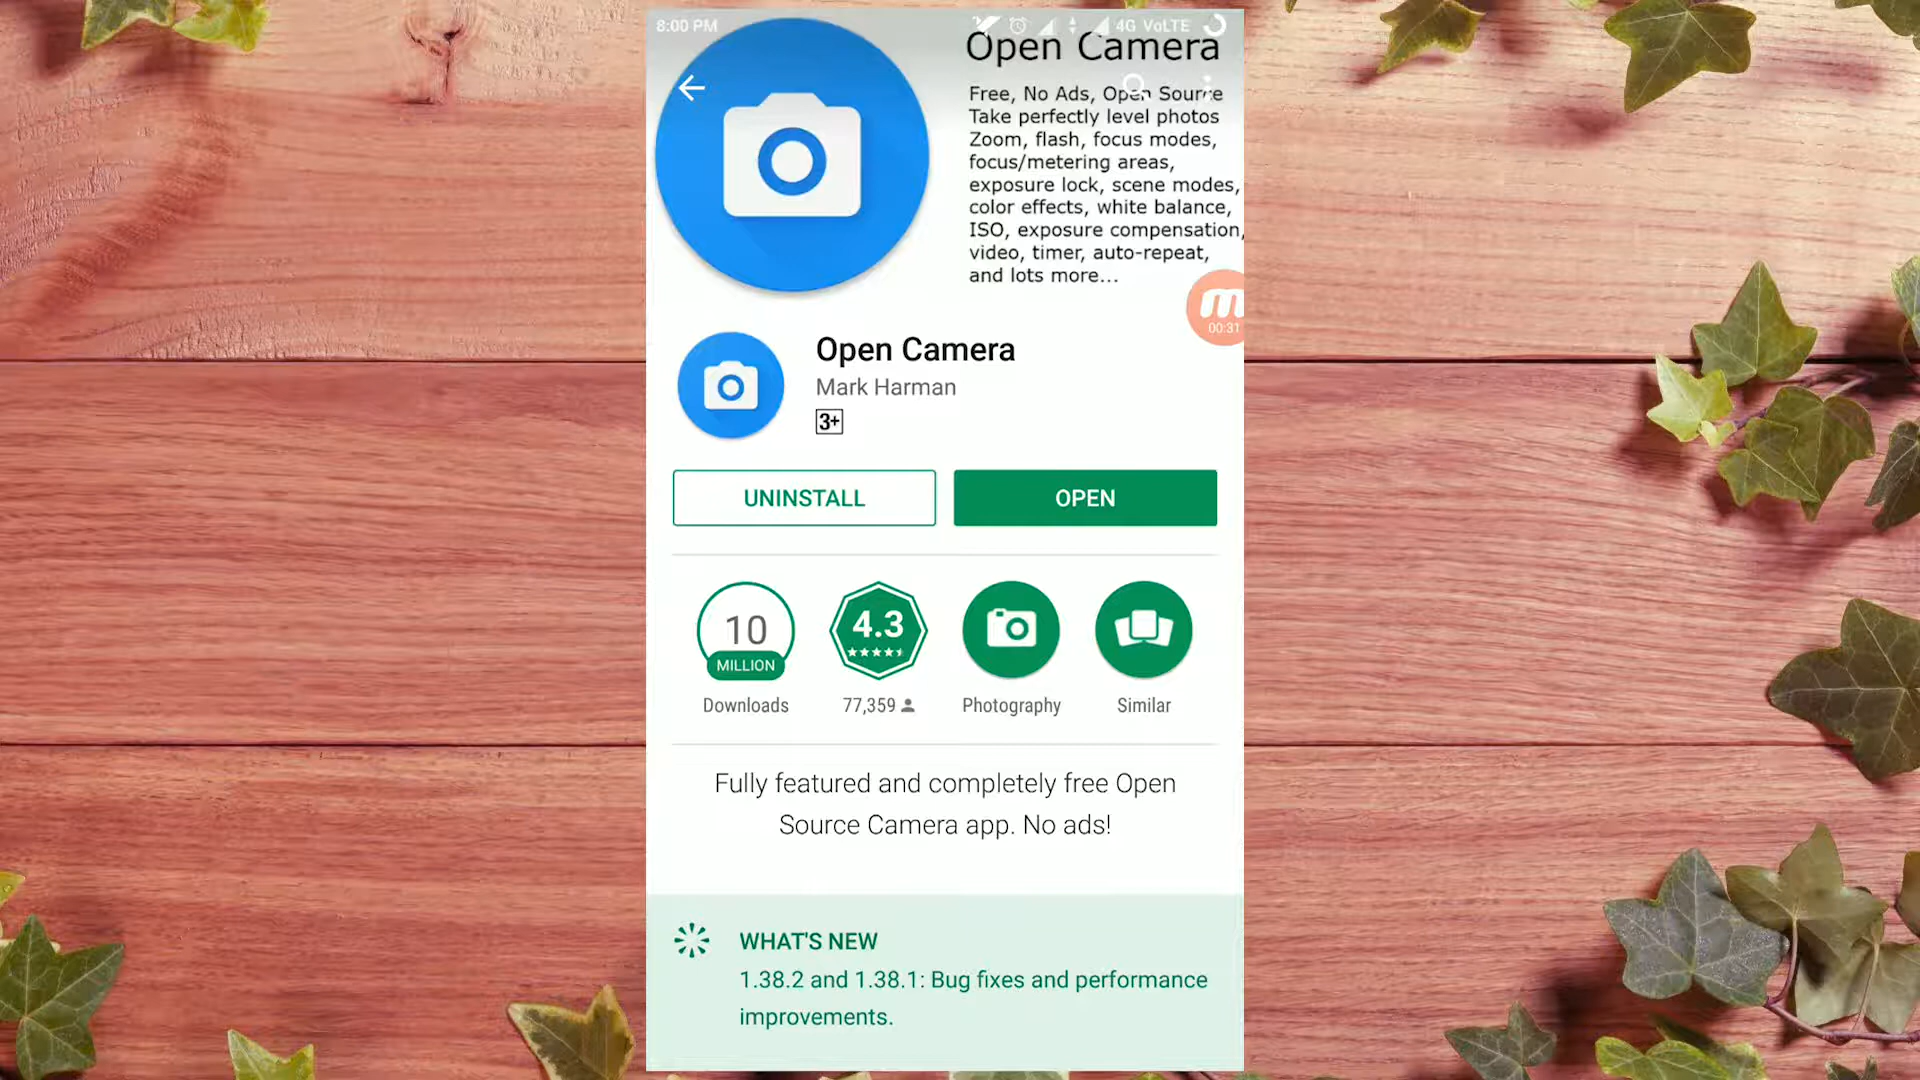 8:00 PM
4G VoLTE
Open Camera
Free, No Ads, Open Source
Take perfectly level photos
Zoom, flash, focus modes,
focus/metering areas,
exposure lock, scene modes,
color effects, white balance,
ISO, exposure compensation,
video, timer, auto-repeat,
and lots more...
m
00:31
Open Camera
Mark Harman
3+
UNINSTALL
OPEN
10
MILLION
Downloads
4.3
77,359
Photography
Similar
Fully featured and completely free Open
Source Camera app. No ads!
WHAT'S NEW
1.38.2 and 1.38.1: Bug fixes and performance
improvements.